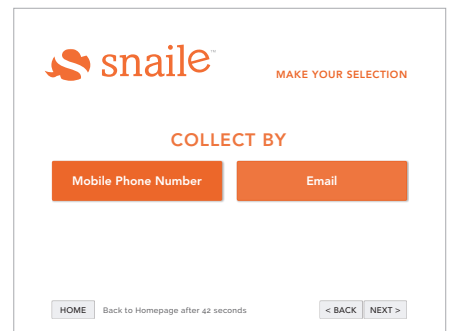 snaile™
MAKE YOUR SELECTION
COLLECT BY
Mobile Phone Number
Email
HOME
Back to Homepage after 42 seconds
< BACK
NEXT >